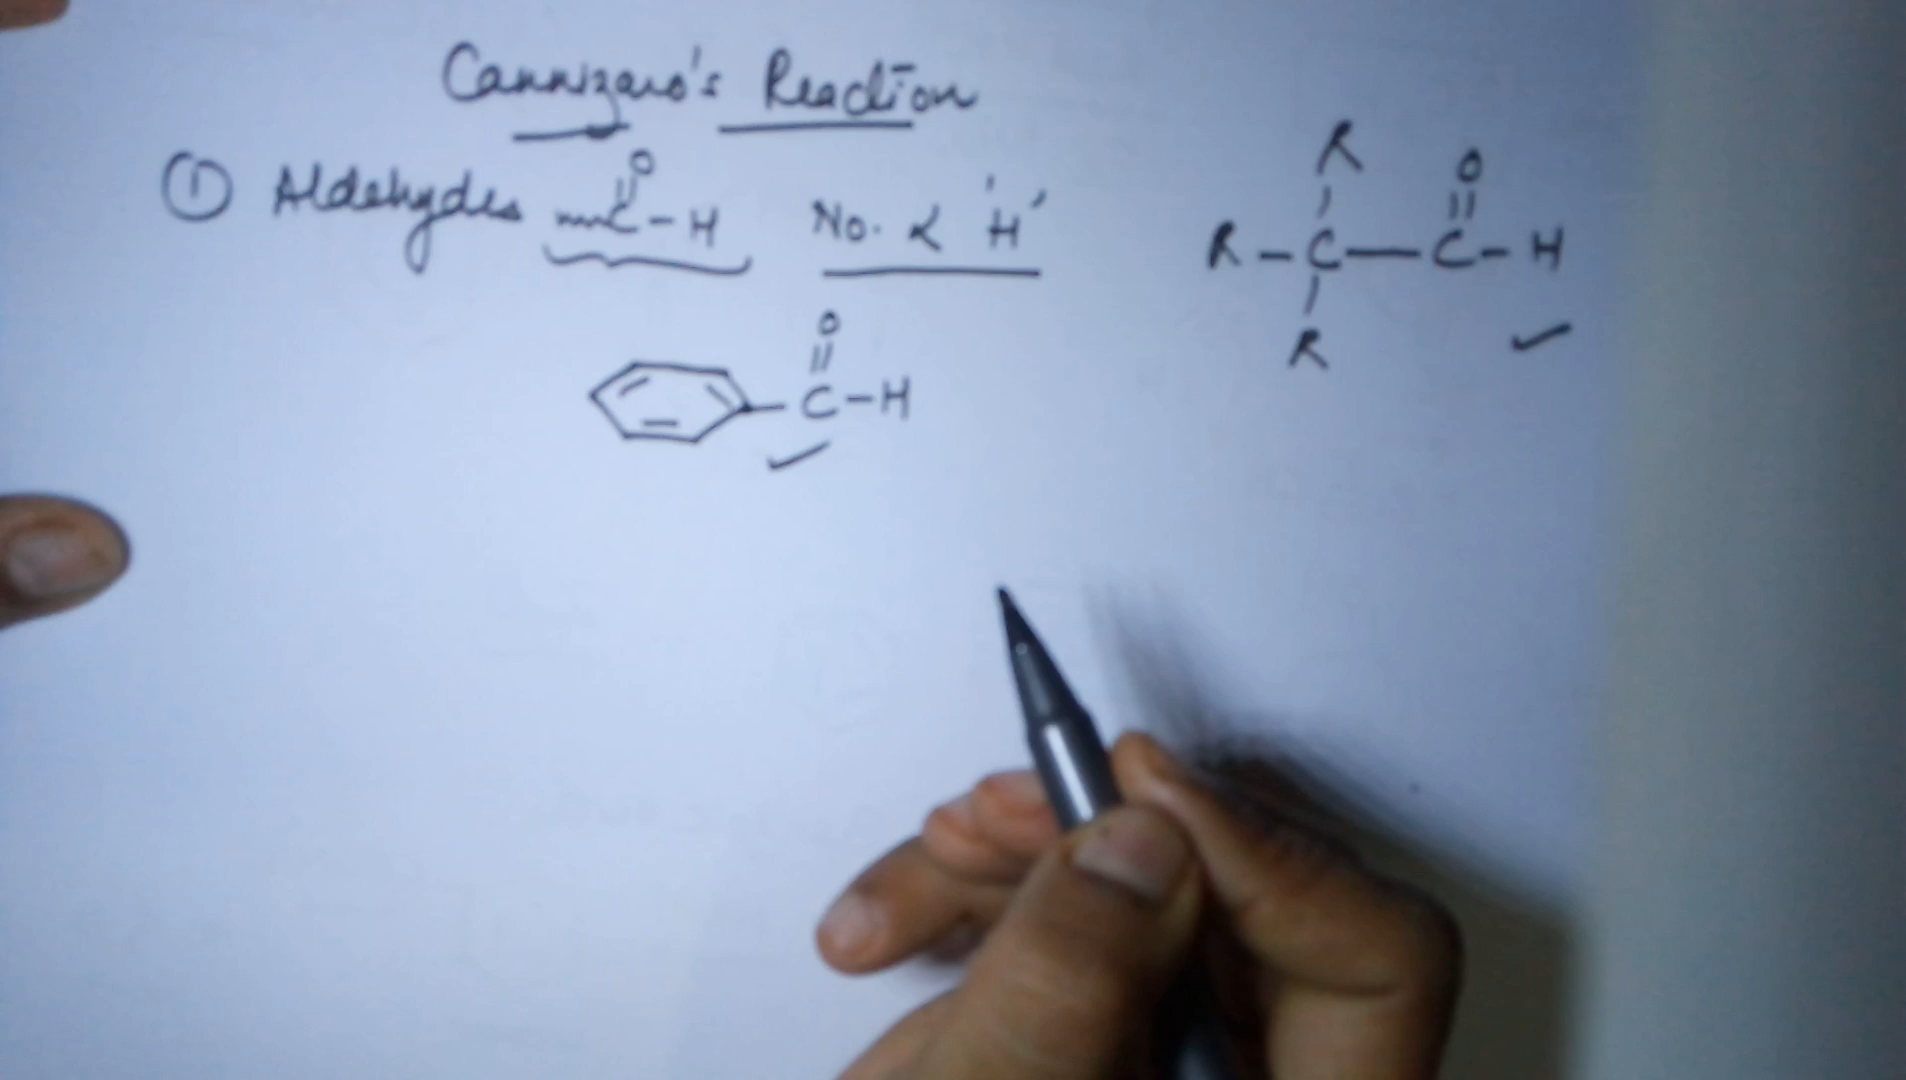 Cannizaro's Reaction
① Aldehydes C-H No. α 'H'
O
R
O
R-C-C-H
R
O
C-H